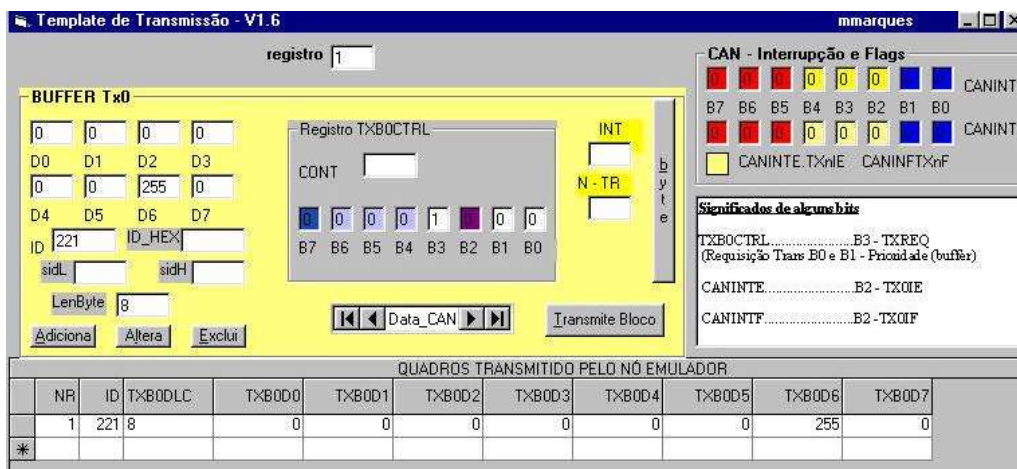 Template de Transmissão - V1.6 mmarques
registro 1
BUFFER Tx0
0 0 0 0
D0 D1 D2 D3
0 0 255 0
D4 D5 D6 D7
ID 221 ID_HEX
sidL sidH
LenByte 8
Adiciona Altera Exclui
Registro TXB0CTRL
CONT
0 0 0 0 1 0 0 0
B7 B6 B5 B4 B3 B2 B1 B0
INT
N - TR
byte
Data_CAN
Transmite Bloco
CAN - Interrupção e Flags
0 0 0 0 0 0 0 0 CANINT
B7 B6 B5 B4 B3 B2 B1 B0
0 0 0 0 0 0 0 0 CANINT
CANINTE.TXnIE CANINFTXnF
Significados de alguns bits
TXB0CTRL......................B3 - TXREQ
(Requisição Trans B0 e B1 - Prioridade (buffer)
CANINTE.......................B2 - TX0IE
CANINTF.......................B2 - TX0IF
QUADROS TRANSMITIDO PELO NÓ EMULADOR
NR ID TXB0DLC TXB0D0 TXB0D1 TXB0D2 TXB0D3 TXB0D4 TXB0D5 TXB0D6 TXB0D7
1 221 8 0 0 0 0 0 0 255 0